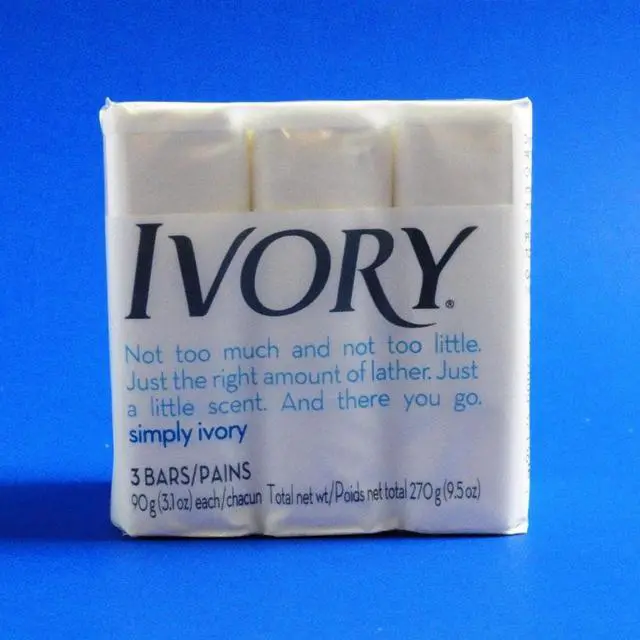 IVORY®
Not too much and not too little.
Just the right amount of lather. Just
a little scent. And there you go.
simply ivory
3 BARS/PAINS
90g (3.1 oz) each/chacun Total net wt/Poids net total 270 g (9.5 oz)